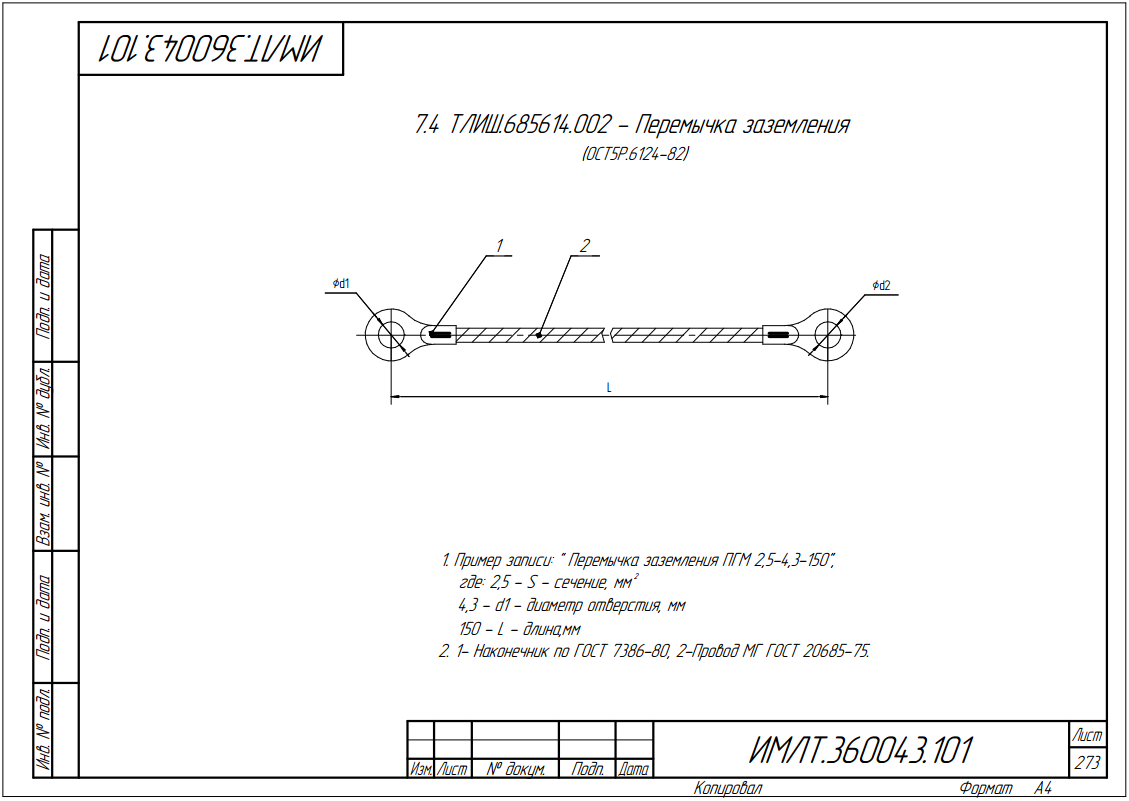 ИМЛТ.360043.101
7.4 ТЛИШ.685614.002 – Перемычка заземления
(ОСТ5Р.6124-82)
1
2
ϕd1
ϕd2
L
1. Пример записи: " Перемычка заземления ПГМ 2,5-4,3-150",
где: 2,5 - S - сечение, мм²
4,3 - d1 - диаметр отверстия, мм
150 - L - длина,мм
2. 1- Наконечник по ГОСТ 7386-80, 2-Провод МГ ГОСТ 20685-75.
Подп. и дата
Инв. № дубл.
Взам. инв. №
Подп. и дата
Инв. № подл.
Изм. Лист № докум. Подп. Дата
ИМЛТ.360043.101
Лист
273
Копировал
Формат А4